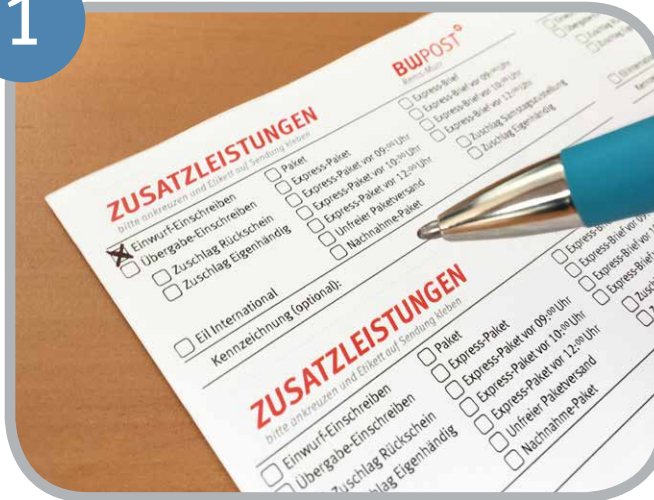 1
BWPOST
Rems-Murr
ZUSATZLEISTUNGEN
bitte ankreuzen und Etikett auf Sendung kleben
Einwurf-Einschreiben
Übergabe-Einschreiben
Zuschlag Rückschein
Zuschlag Eigenhändig
Eil International
Kennzeichnung (optional):
Paket
Express-Paket
Express-Paket vor 09:00 Uhr
Express-Paket vor 10:00 Uhr
Express-Paket vor 12:00 Uhr
Unfreier Paketversand
Nachnahme-Paket
Express-Brief
Express-Brief vor 09:00 Uhr
Express-Brief vor 10:00 Uhr
Express-Brief vor 12:00 Uhr
Zuschlag Samstagszustellung
Zuschlag Eigenhändig
ZUSATZLEISTUNGEN
bitte ankreuzen und Etikett auf Sendung kleben
Einwurf-Einschreiben
Übergabe-Einschreiben
Zuschlag Rückschein
Eigenhändig
Paket
Express-Paket
Express-Paket vor 09:00 Uhr
Express-Paket vor 10:00 Uhr
Express-Paket vor 12:00 Uhr
Unfreier Paketversand
Nachnahme-Paket